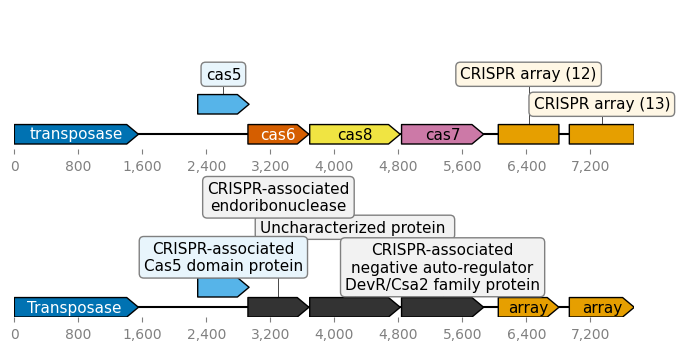 cas5
CRISPR array (12)
CRISPR array (13)
transposase
cas6
cas8
cas7
0 800 1,600 2,400 3,200 4,000 4,800 5,600 6,400 7,200
CRISPR-associated
endoribonuclease
Uncharacterized protein
CRISPR-associated
Cas5 domain protein
CRISPR-associated
negative auto-regulator
DevR/Csa2 family protein
Transposase
array
array
0 800 1,600 2,400 3,200 4,000 4,800 5,600 6,400 7,200